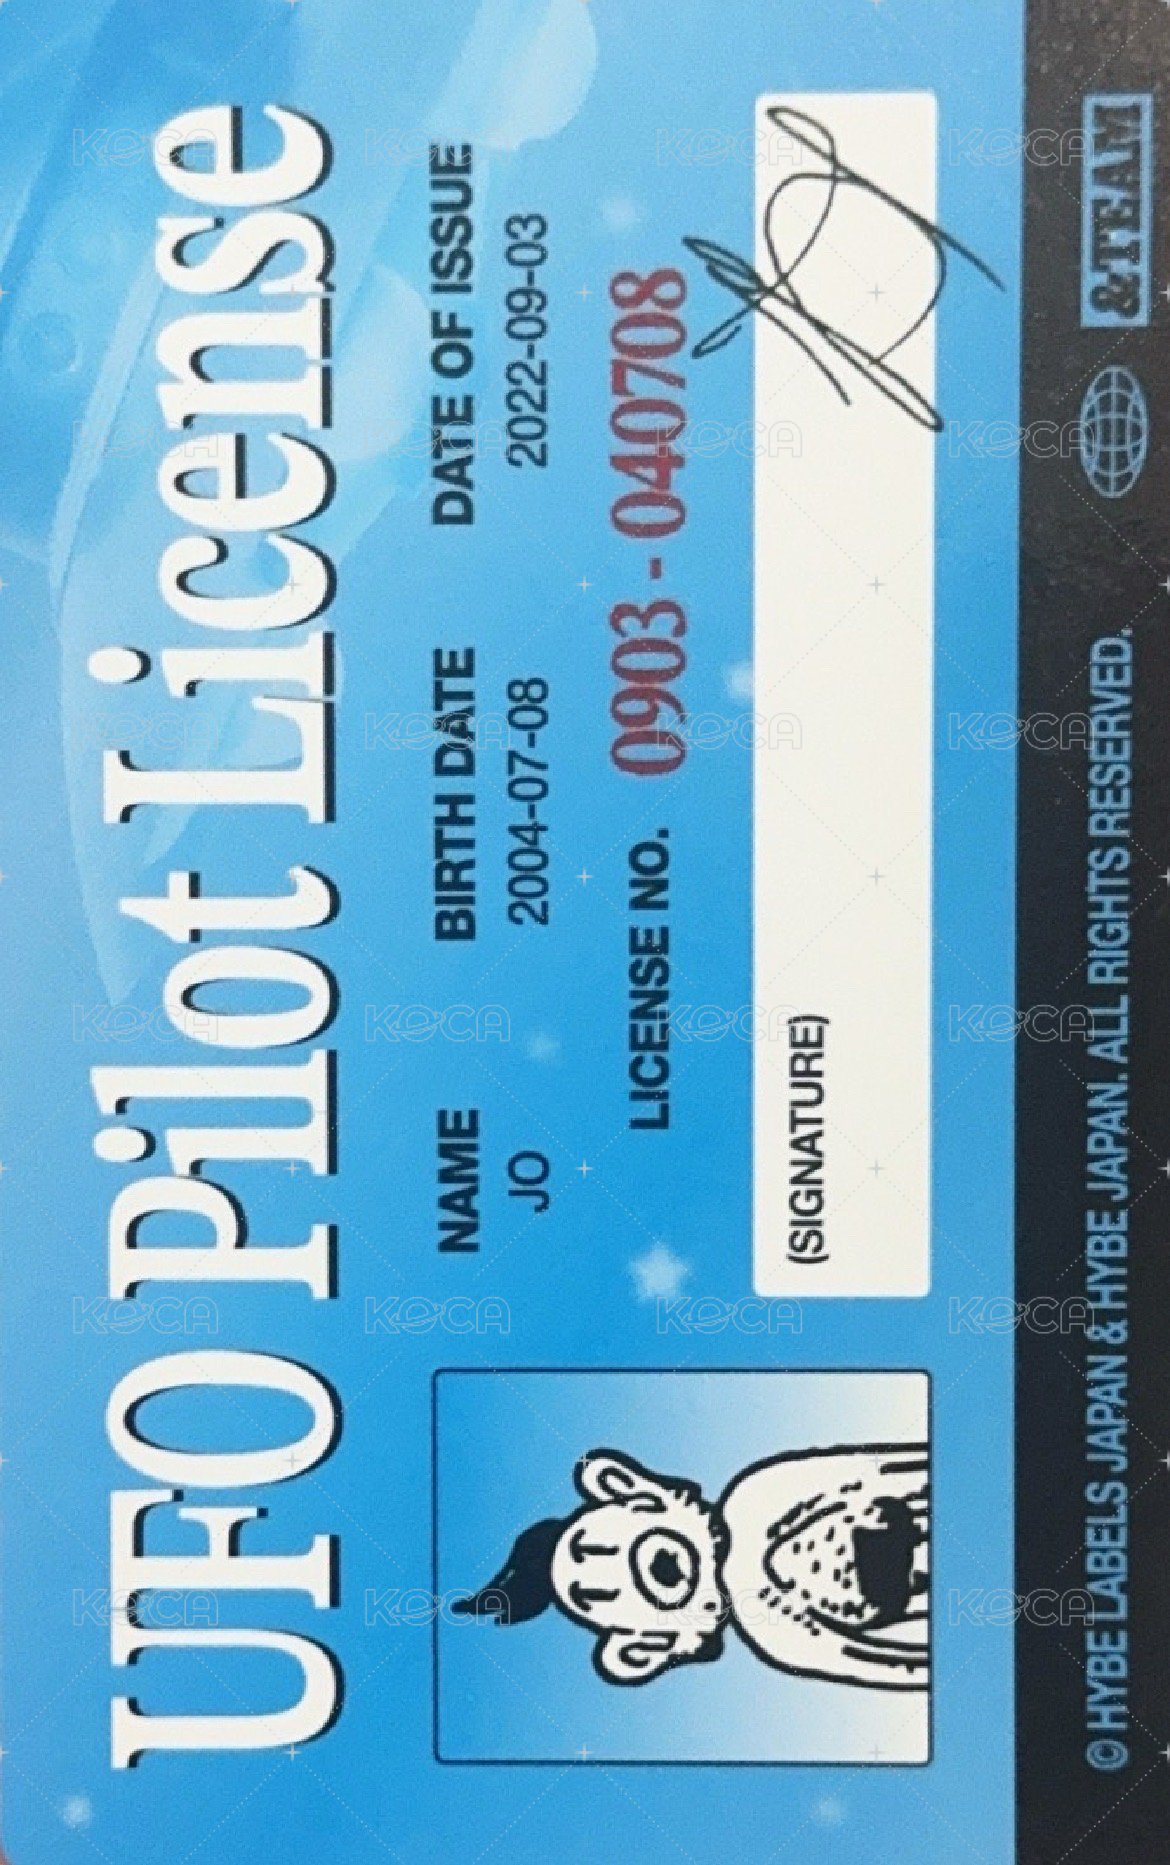 UFO Pilot License
NAME
JO
BIRTH DATE
2004-07-08
DATE OF ISSUE
2022-09-03
LICENSE NO. 0903 - 040708
(SIGNATURE)
© HYBE LABELS JAPAN & HYBE JAPAN. ALL RIGHTS RESERVED.
&TEAM
KOCA